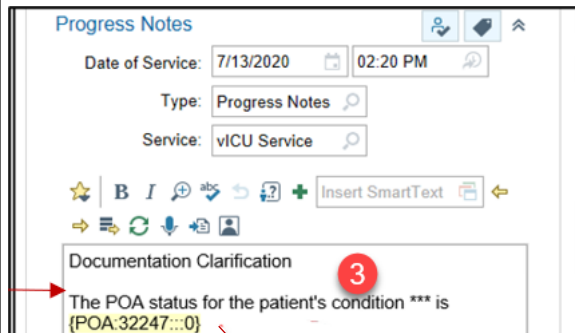 Progress Notes
Date of Service: 7/13/2020 02:20 PM
Type: Progress Notes
Service: vICU Service
B I abc Insert SmartText
Documentation Clarification
3
The POA status for the patient's condition *** is
{POA:32247:::0}